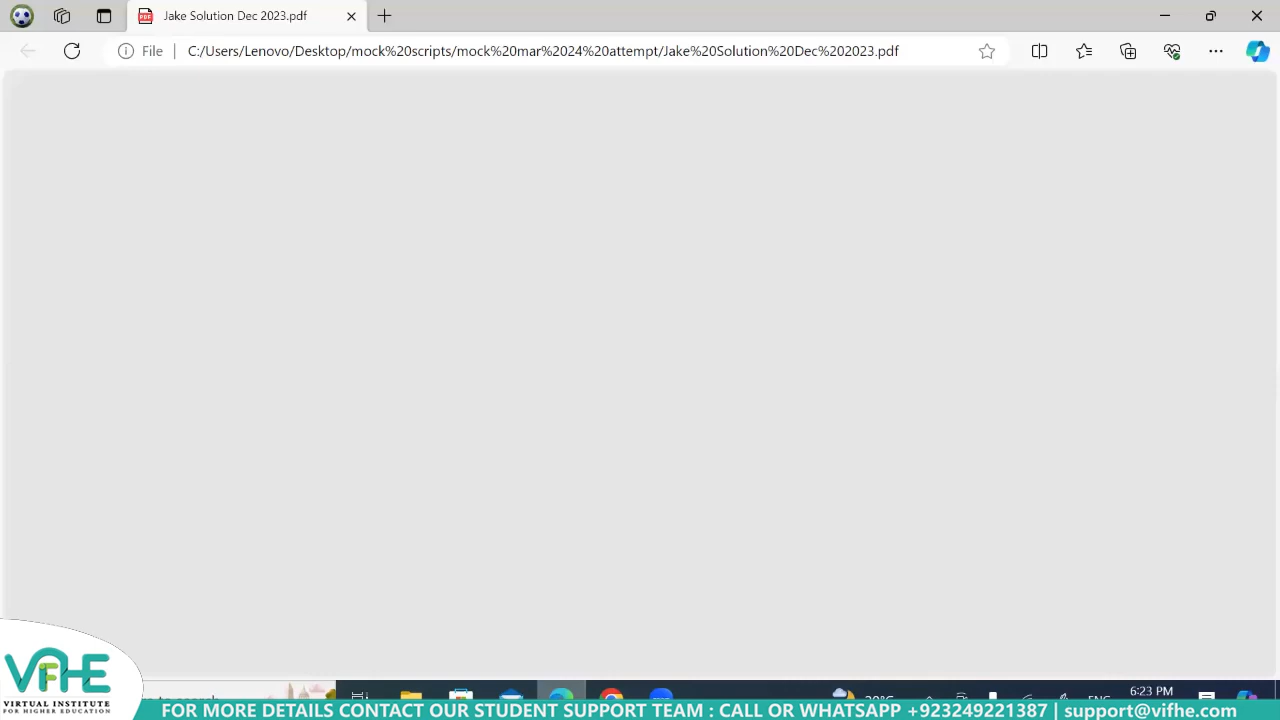 Jake Solution Dec 2023.pdf
File | C:/Users/Lenovo/Desktop/mock%20scripts/mock%20mar%2024%20attempt/Jake%20Solution%20Dec%202023.pdf
VIFHE
VIRTUAL INSTITUTE
FOR HIGHER EDUCATION
ENG
6:23 PM
FOR MORE DETAILS CONTACT OUR STUDENT SUPPORT TEAM : CALL OR WHATSAPP +923249221387 | support@vifhe.com